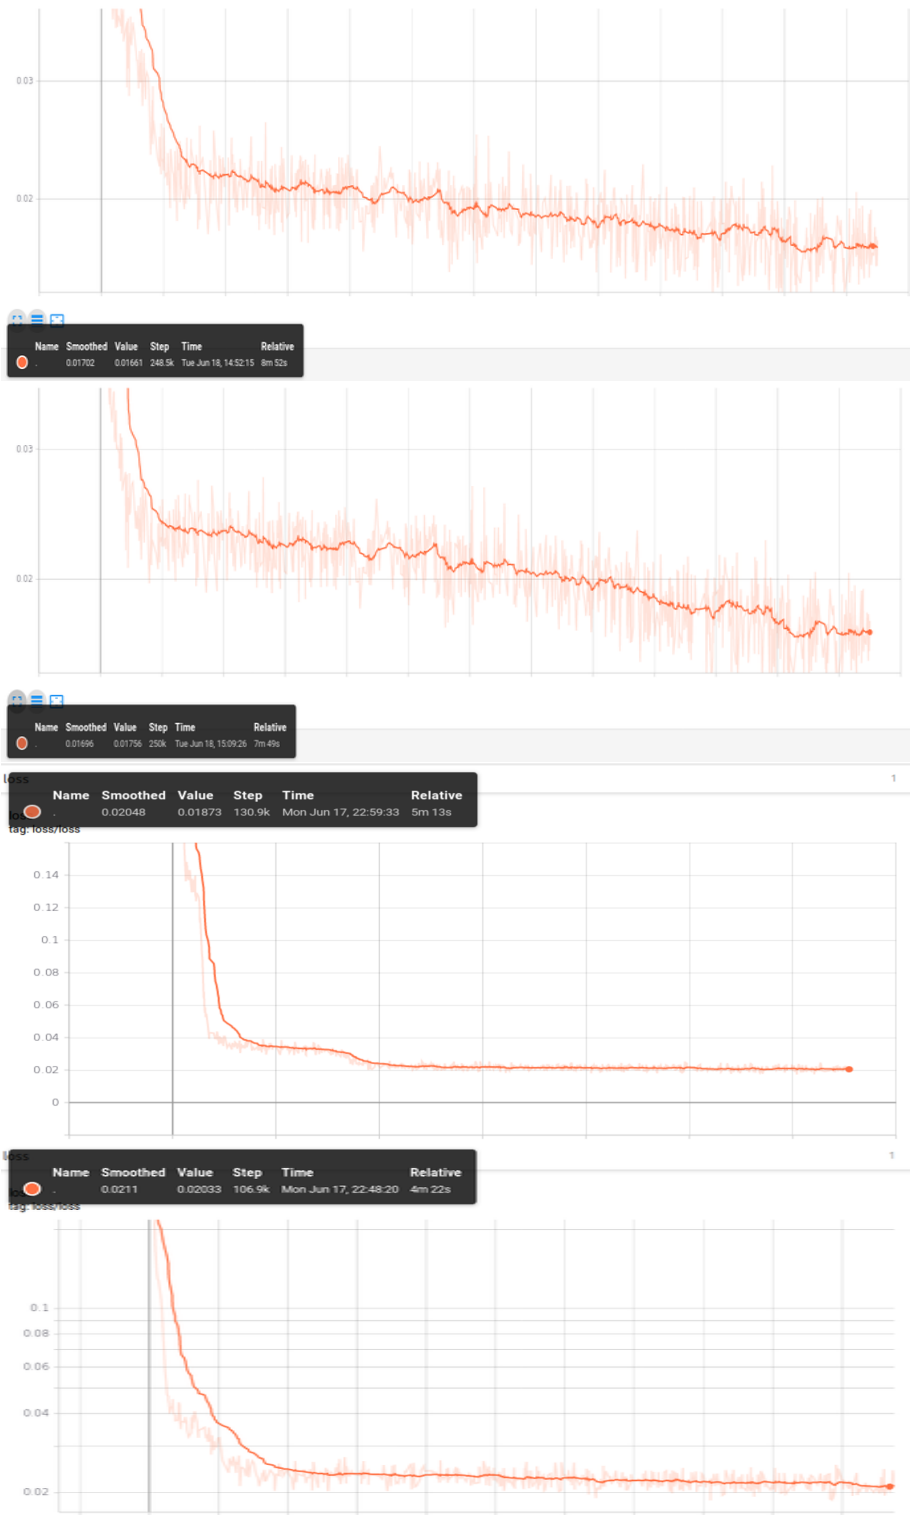 0.03
0.02
Name Smoothed Value Step Time Relative
. 0.01702 0.01661 248.5k Tue Jun 18, 14:52:15 8m 52s
0.03
0.02
Name Smoothed Value Step Time Relative
. 0.01696 0.01756 250k Tue Jun 18, 15:09:26 7m 49s
loss 1
Name Smoothed Value Step Time Relative
. 0.02048 0.01873 130.9k Mon Jun 17, 22:59:33 5m 13s
tag: loss/loss
0.14
0.12
0.1
0.08
0.06
0.04
0.02
0
loss 1
Name Smoothed Value Step Time Relative
. 0.0211 0.02033 106.9k Mon Jun 17, 22:48:20 4m 22s
tag: loss/loss
0.1
0.08
0.06
0.04
0.02